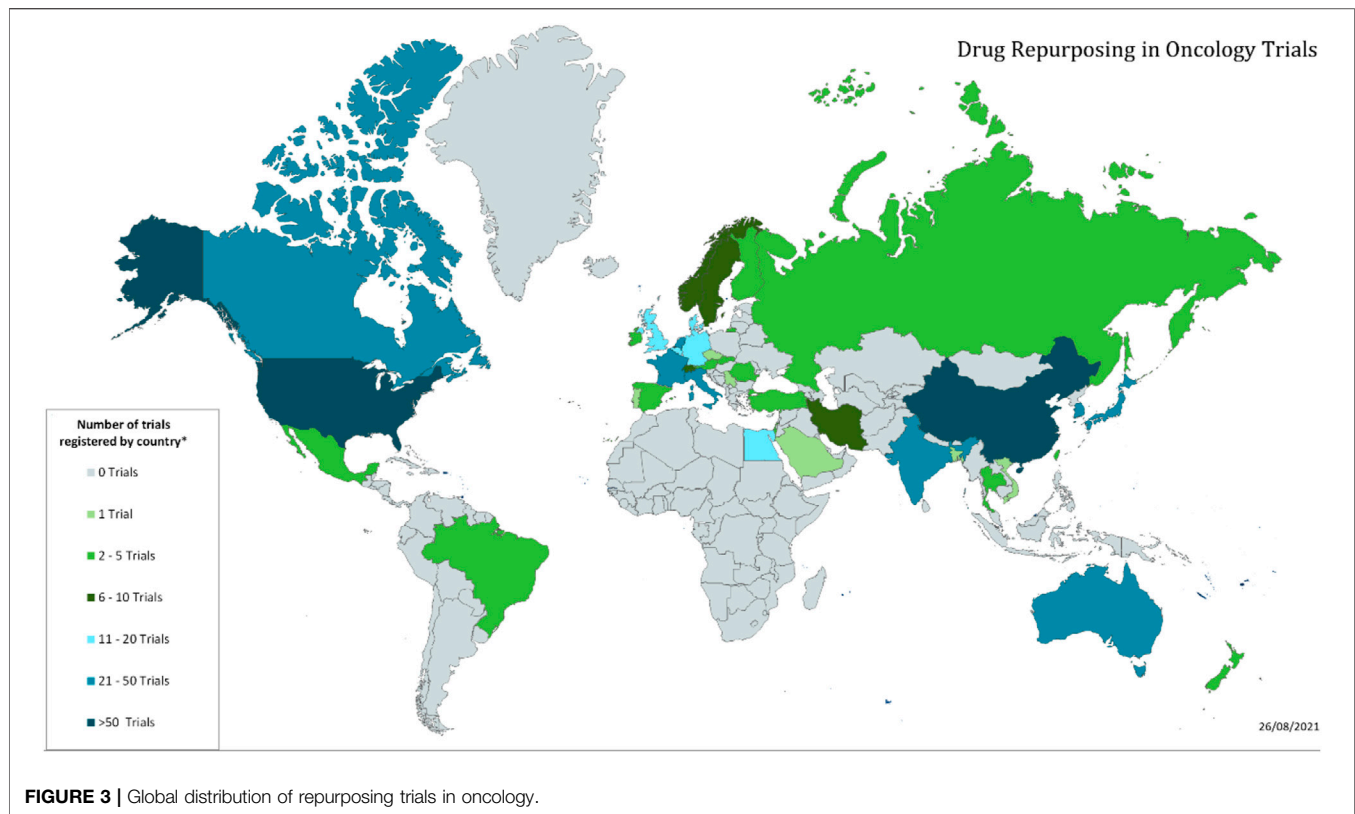 Drug Repurposing in Oncology Trials
Number of trials
registered by country*
0 Trials
1 Trial
2 - 5 Trials
6 - 10 Trials
11 - 20 Trials
21 - 50 Trials
>50 Trials
26/08/2021
FIGURE 3 | Global distribution of repurposing trials in oncology.